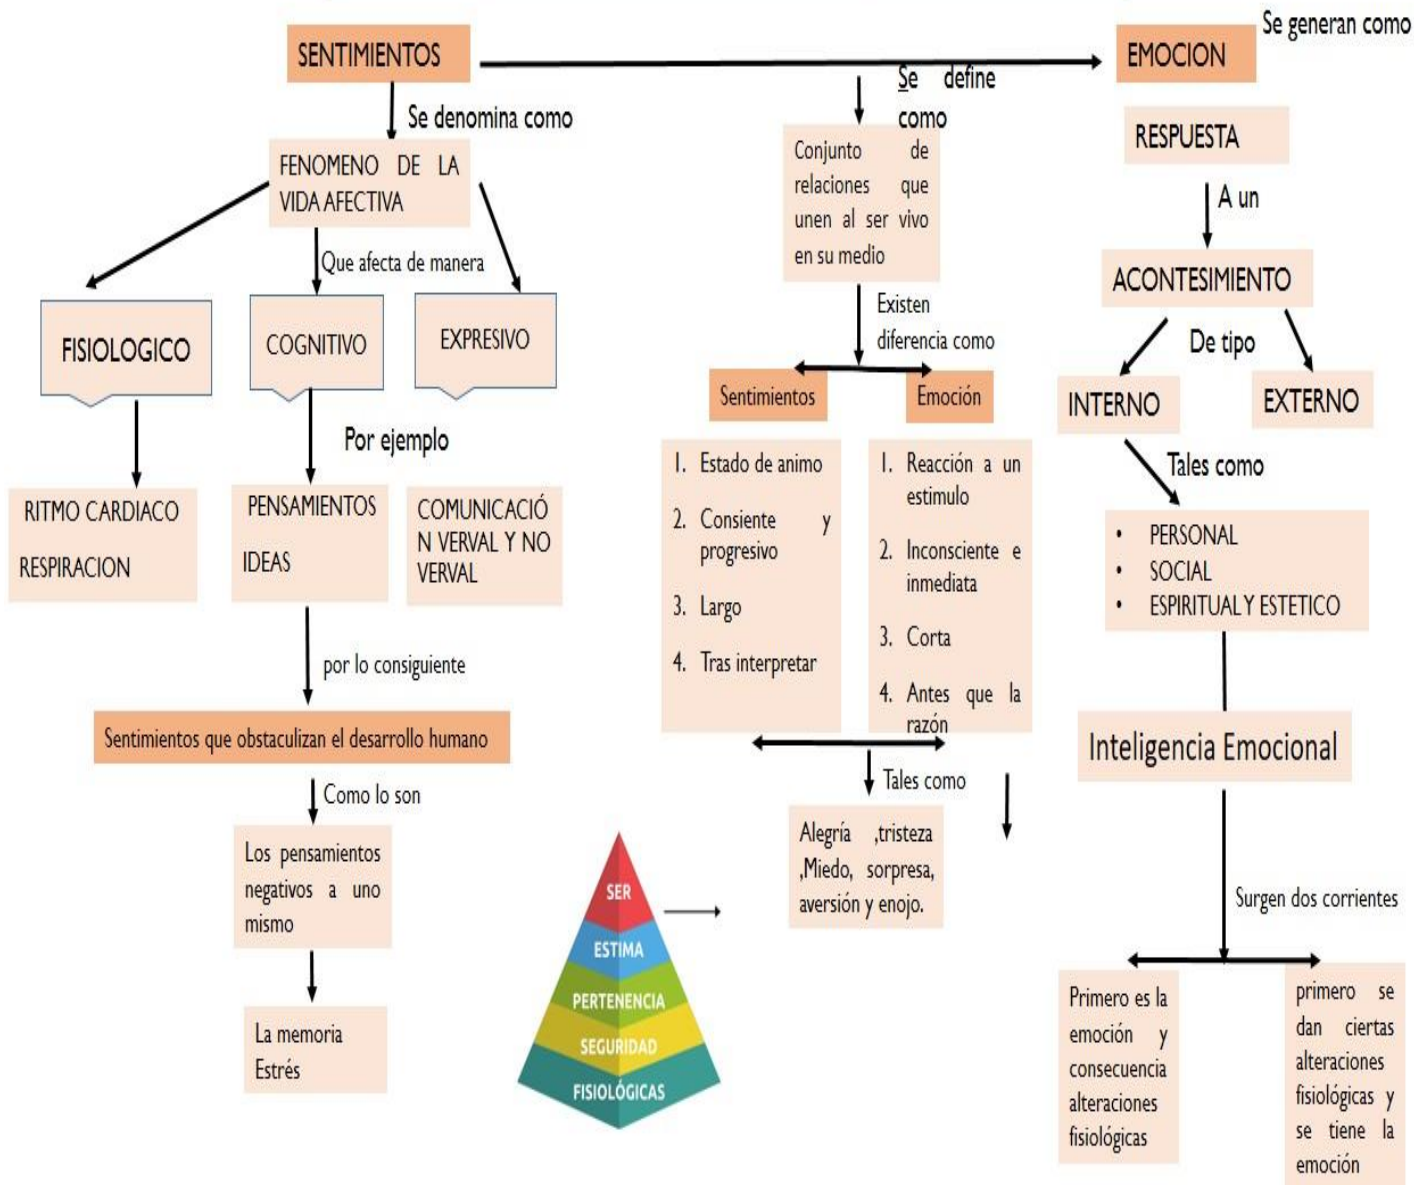 SENTIMIENTOS
Se denomina como
FENOMENO DE LA
VIDA AFECTIVA
Que afecta de manera
FISIOLOGICO
COGNITIVO
EXPRESIVO
Por ejemplo
RITMO CARDIACO
RESPIRACION
PENSAMIENTOS
IDEAS
COMUNICACIÓ
N VERVAL Y NO
VERVAL
por lo consiguiente
Sentimientos que obstaculizan el desarrollo humano
Como lo son
Los pensamientos
negativos a uno
mismo
La memoria
Estrés
Se define
como
Conjunto de
relaciones que
unen al ser vivo
en su medio
Existen
diferencia como
Sentimientos
1. Estado de animo
2. Consiente y
progresivo
3. Largo
4. Tras interpretar
Emoción
1. Reacción a un
estimulo
2. Inconsciente e
inmediata
3. Corta
4. Antes que la
razón
Tales como
Alegría ,tristeza
,Miedo, sorpresa,
aversión y enojo.
SER
ESTIMA
PERTENENCIA
SEGURIDAD
FISIOLÓGICAS
EMOCION
Se generan como
RESPUESTA
A un
ACONTESIMIENTO
De tipo
INTERNO
EXTERNO
Tales como
• PERSONAL
• SOCIAL
• ESPIRITUAL Y ESTETICO
Inteligencia Emocional
Surgen dos corrientes
Primero es la
emoción y
consecuencia
alteraciones
fisiológicas
primero se
dan ciertas
alteraciones
fisiológicas y
se tiene la
emoción